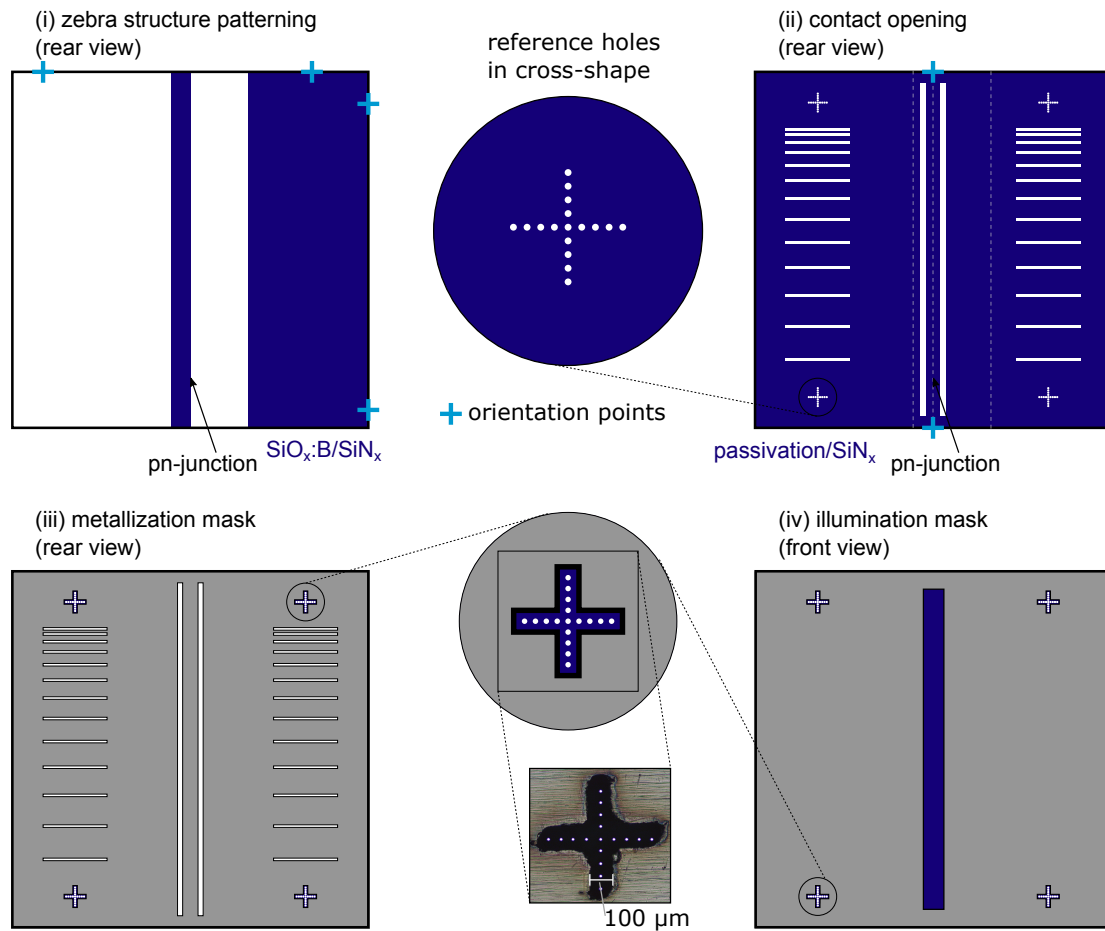 (i) zebra structure patterning
(rear view)
reference holes
in cross-shape
(ii) contact opening
(rear view)
orientation points
pn-junction
SiOx:B/SiNx
passivation/SiNx
pn-junction
(iii) metallization mask
(rear view)
(iv) illumination mask
(front view)
100 µm